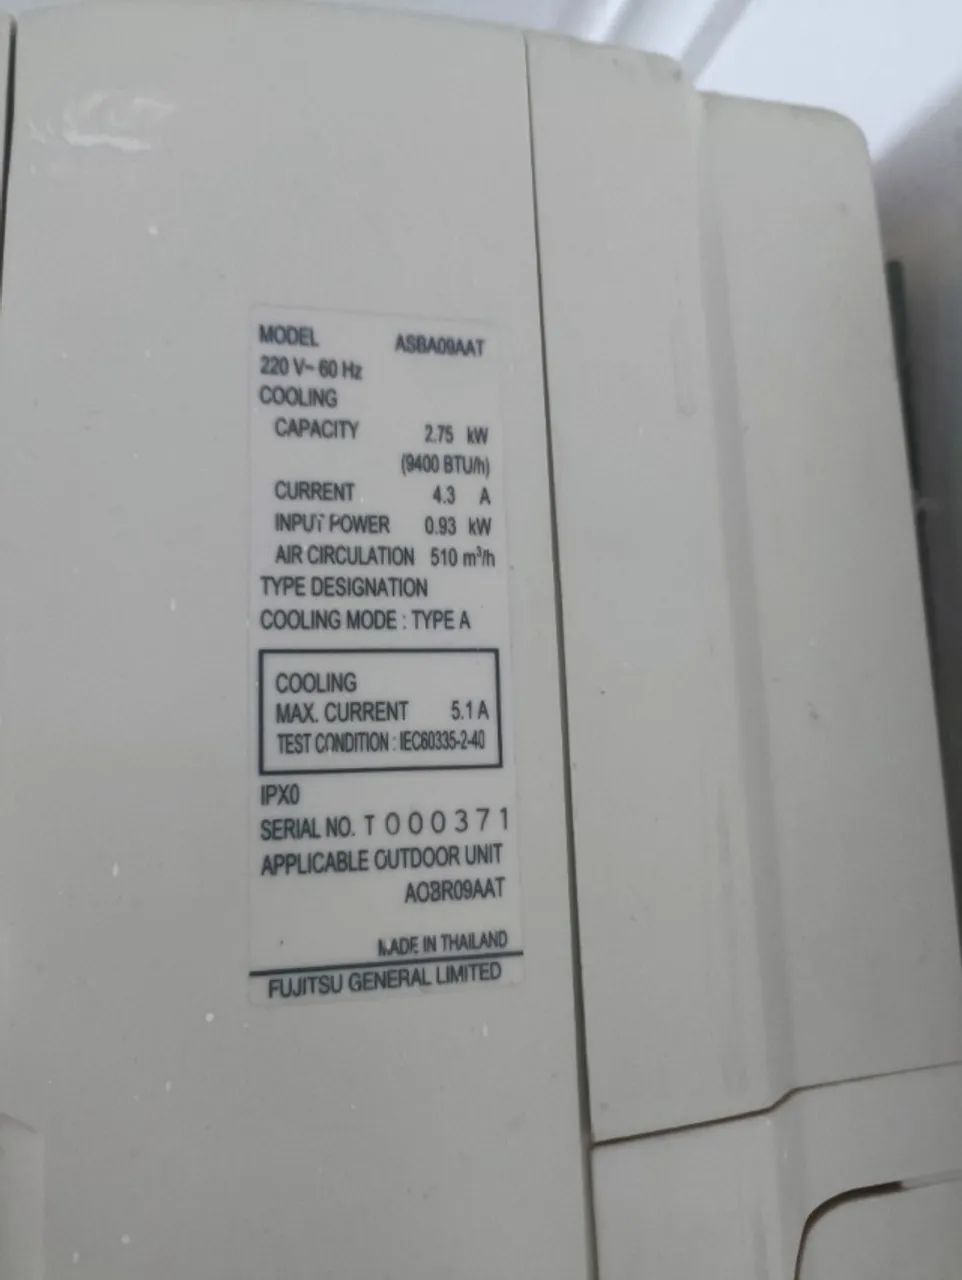 MODEL ASBA09AAT
220 V~ 60 Hz
COOLING
CAPACITY 2.75 kW
(9400 BTU/h)
CURRENT 4.3 A
INPUT POWER 0.93 kW
AIR CIRCULATION 510 m³/h
TYPE DESIGNATION
COOLING MODE : TYPE A
COOLING
MAX. CURRENT 5.1 A
TEST CONDITION : IEC60335-2-40
IPX0
SERIAL NO. T 000371
APPLICABLE OUTDOOR UNIT
AOBR09AAT
MADE IN THAILAND
FUJITSU GENERAL LIMITED